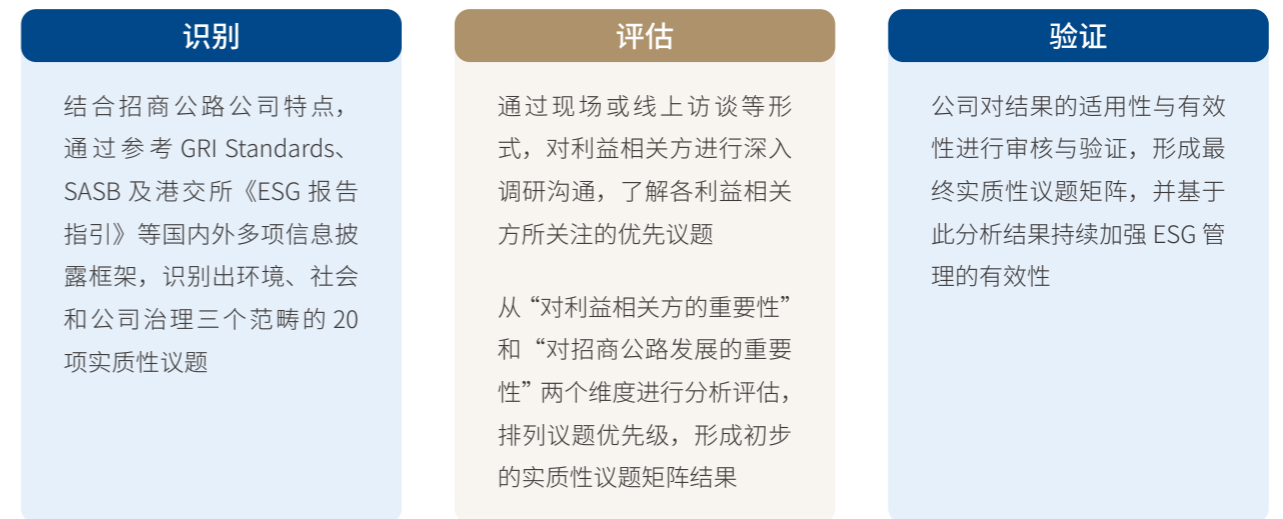 识别
结合招商公路公司特点，
通过参考 GRI Standards、
SASB 及港交所《ESG 报告
指引》等国内外多项信息披
露框架，识别出环境、社会
和公司治理三个范畴的 20
项实质性议题
评估
通过现场或线上访谈等形
式，对利益相关方进行深入
调研沟通，了解各利益相关
方所关注的优先议题
从“对利益相关方的重要性”
和“对招商公路发展的重要
性”两个维度进行分析评估，
排列议题优先级，形成初步
的实质性议题矩阵结果
验证
公司对结果的适用性与有效
性进行审核与验证，形成最
终实质性议题矩阵，并基于
此分析结果持续加强 ESG 管
理的有效性